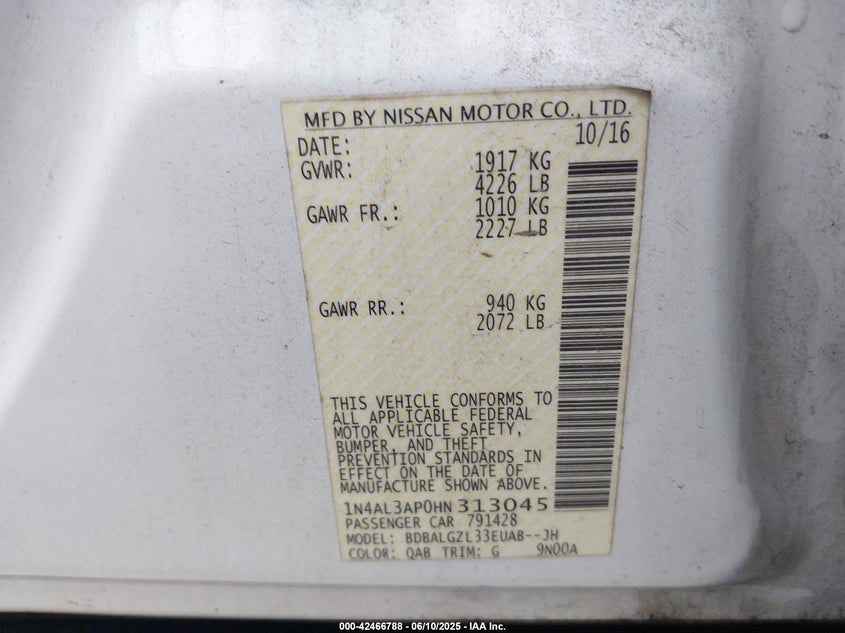 MFD BY NISSAN MOTOR CO., LTD.
DATE: 10/16
GVWR: 1917 KG
4226 LB
GAWR FR.: 1010 KG
2227 LB
GAWR RR.: 940 KG
2072 LB
THIS VEHICLE CONFORMS TO
ALL APPLICABLE FEDERAL
MOTOR VEHICLE SAFETY,
BUMPER, AND THEFT
PREVENTION STANDARDS IN
EFFECT ON THE DATE OF
MANUFACTURE SHOWN ABOVE.
1N4AL3AP0HN313045
PASSENGER CAR 791428
MODEL: BDBALGZL33EUAB--JH
COLOR: QAB TRIM: G 9N00A
000-42466788 - 06/10/2025 - IAA Inc.